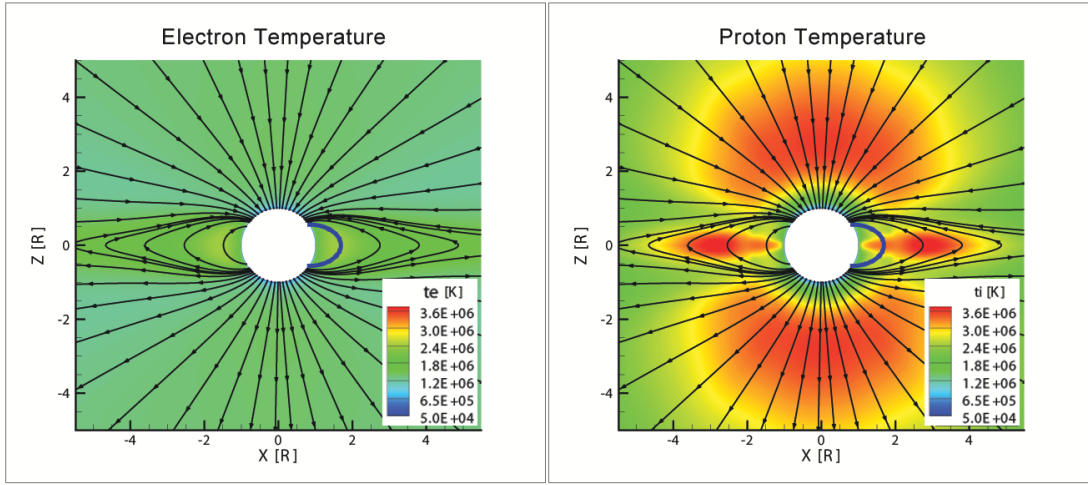 Electron Temperature
4
2
0
-2
-4
Z [R]
-4
-2
0
2
4
X [R]
te [K]
3.6E +06
3.0E +06
2.4E +06
1.8E +06
1.2E +06
6.5E +05
5.0E +04
Proton Temperature
4
2
0
-2
-4
Z [R]
-4
-2
0
2
4
X [R]
ti [K]
3.6E +06
3.0E +06
2.4E +06
1.8E +06
1.2E +06
6.5E +05
5.0E +04